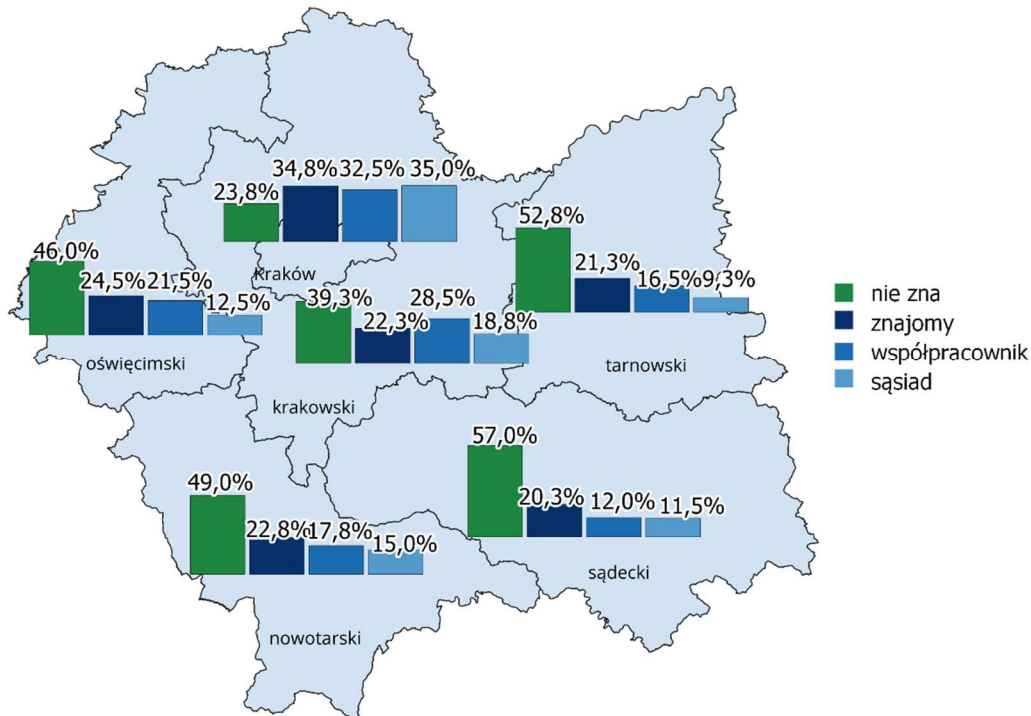 34,8% 32,5% 35,0%
23,8%
Kraków
46,0%
24,5% 21,5%
12,5%
oświęcimski
39,3%
28,5%
22,3%
18,8%
krakowski
52,8%
21,3%
16,5% 9,3%
tarnowski
49,0%
22,8% 17,8%
15,0%
nowotarski
57,0%
20,3% 12,0% 11,5%
sądecki
nie zna
znajomy
współpracownik
sąsiad